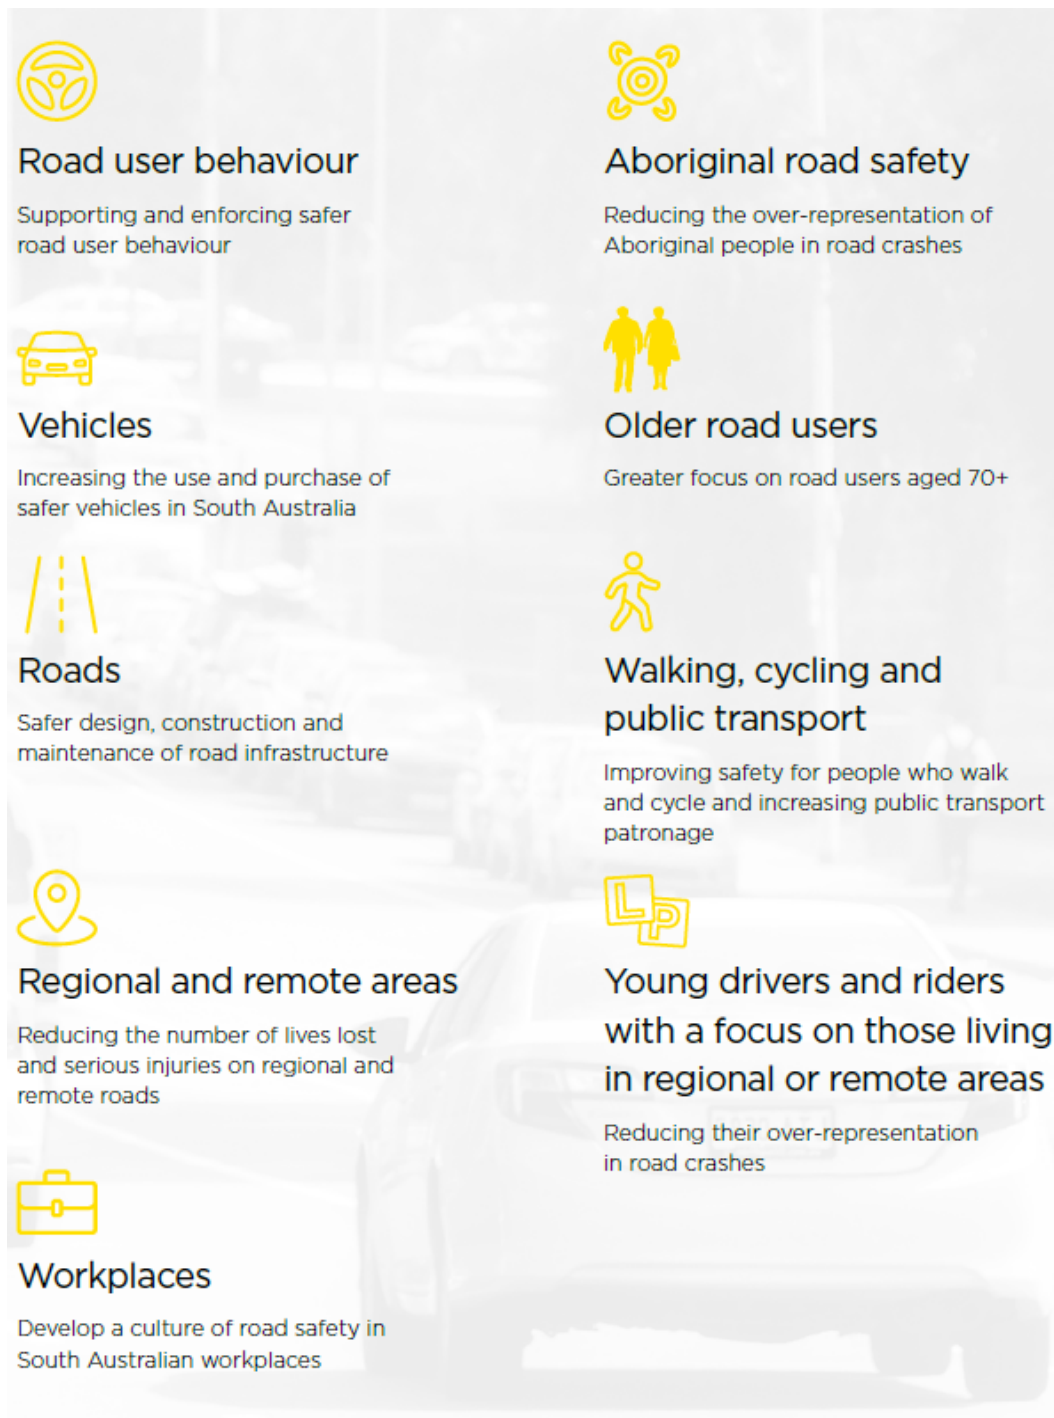 Road user behaviour
Supporting and enforcing safer
road user behaviour
Vehicles
Increasing the use and purchase of
safer vehicles in South Australia
Roads
Safer design, construction and
maintenance of road infrastructure
Regional and remote areas
Reducing the number of lives lost
and serious injuries on regional and
remote roads
Workplaces
Develop a culture of road safety in
South Australian workplaces
Aboriginal road safety
Reducing the over-representation of
Aboriginal people in road crashes
Older road users
Greater focus on road users aged 70+
Walking, cycling and
public transport
Improving safety for people who walk
and cycle and increasing public transport
patronage
L
P
Young drivers and riders
with a focus on those living
in regional or remote areas
Reducing their over-representation
in road crashes